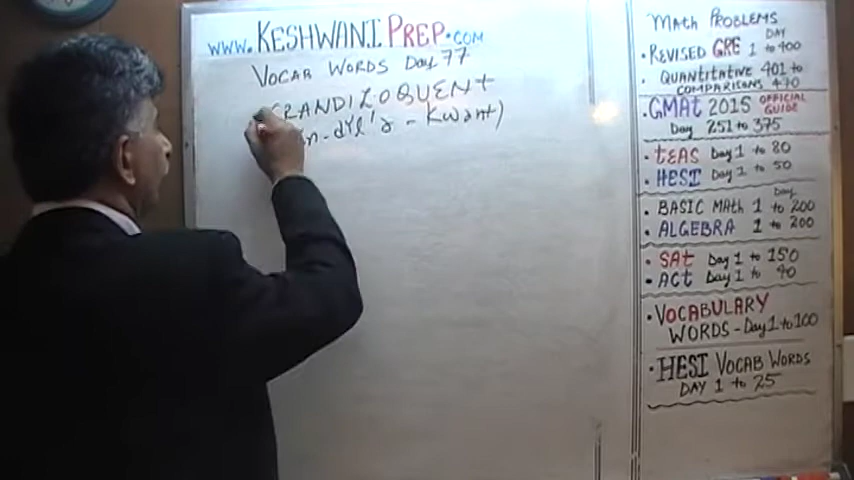 www.KESHWANI PREP.com
VOCAB WORDS Day 77
GRANDILOQUENT
- Kwant)
MATH PROBLEMS
DAY
• REVISED GRE 1 to 400
• QUANTITATIVE 401 to
COMPARISONS 470
• GMAt 2015 OFFICIAL GUIDE
Day 251 to 375
• tEAS Day 1 to 80
• HESI Day 1 to 50
Day
• BASIC MAth 1 to 200
• ALGEBRA 1 to 200
• SAt Day 1 to 150
• ACt Day 1 to 40
• VOCABULARY
WORDS - Day 1 to 100
• HESI VOCAB WORDS
DAY 1 to 25